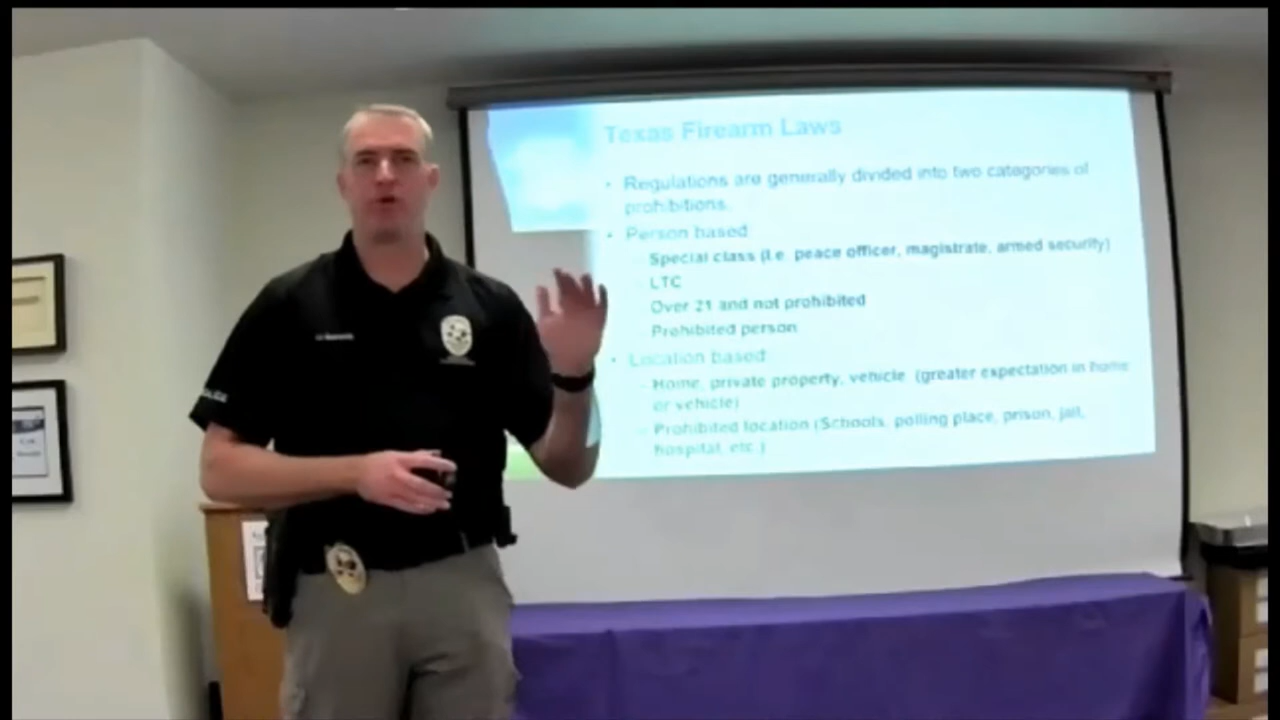 Texas Firearm Laws
• Regulations are generally divided into two categories of
prohibitions.
• Person based
Special class (i.e. peace officer, magistrate, armed security)
LTC
Over 21 and not prohibited
Prohibited person
• Location based
- Home, private property, vehicle (greater expectation in home
or vehicle)
- Prohibited location (Schools, polling place, prison, jail,
hospital, etc.)